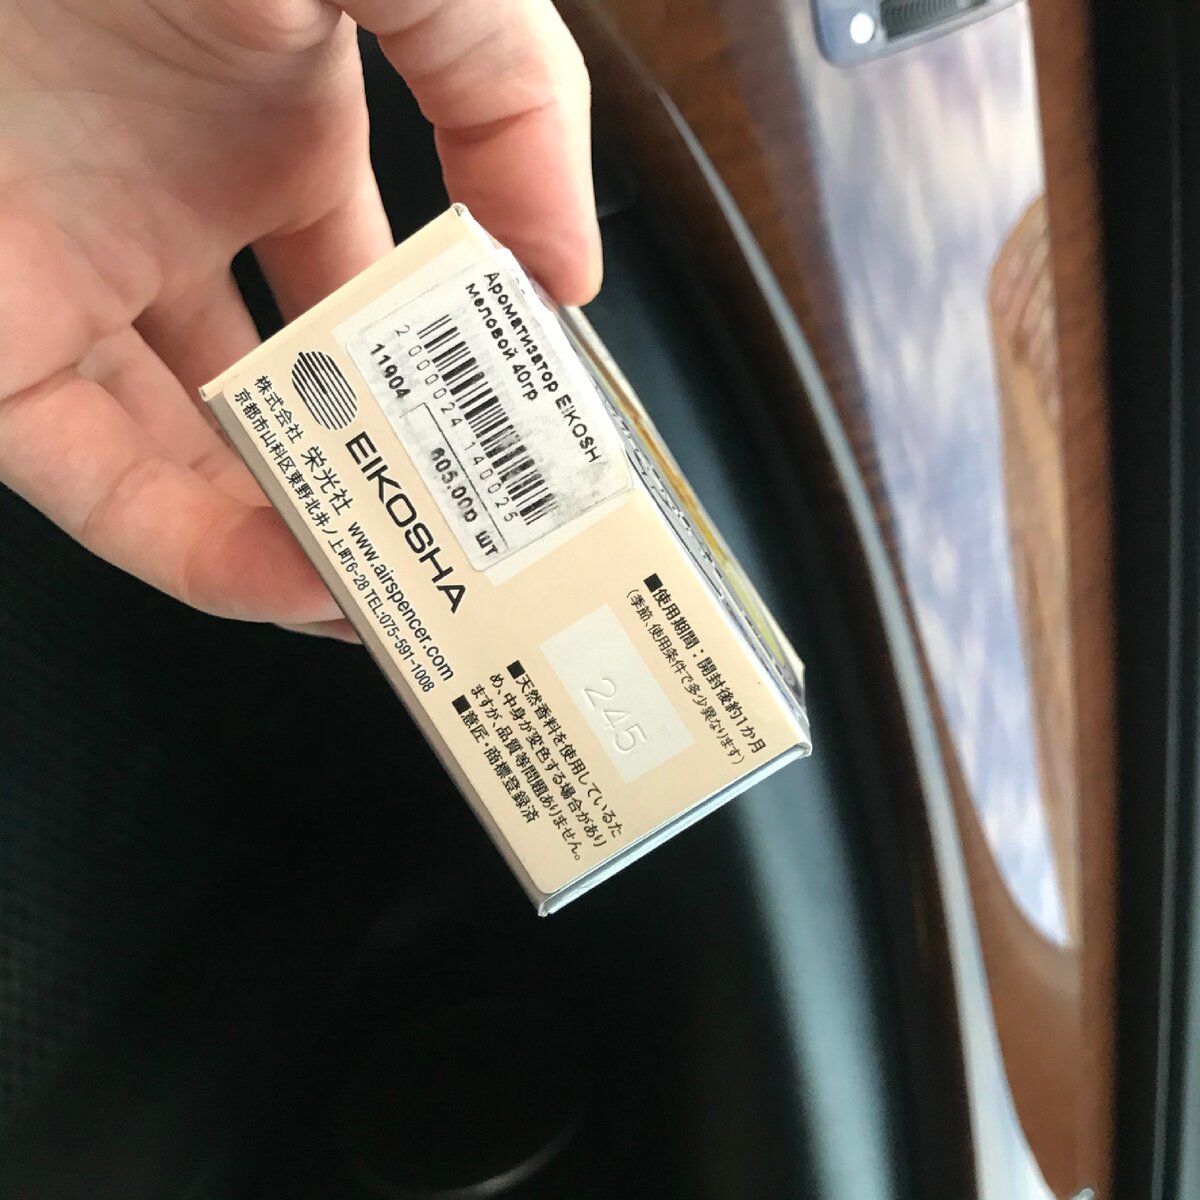 Ароматизатор EIKOSHA
меловой 40гр
2 000024 140025
11904
605.00р шт
EIKOSHA
株式会社 栄光社 www.airspencer.com
京都市山科区東野北井ノ上町6-28 TEL:075-591-1008
■使用期間：開封後約1か月
(季節、使用条件で多少異なります)
245
■天然香料を使用しているた
め、中身が変色する場合があり
ますが、品質等問題ありません。
■意匠・商標登録済